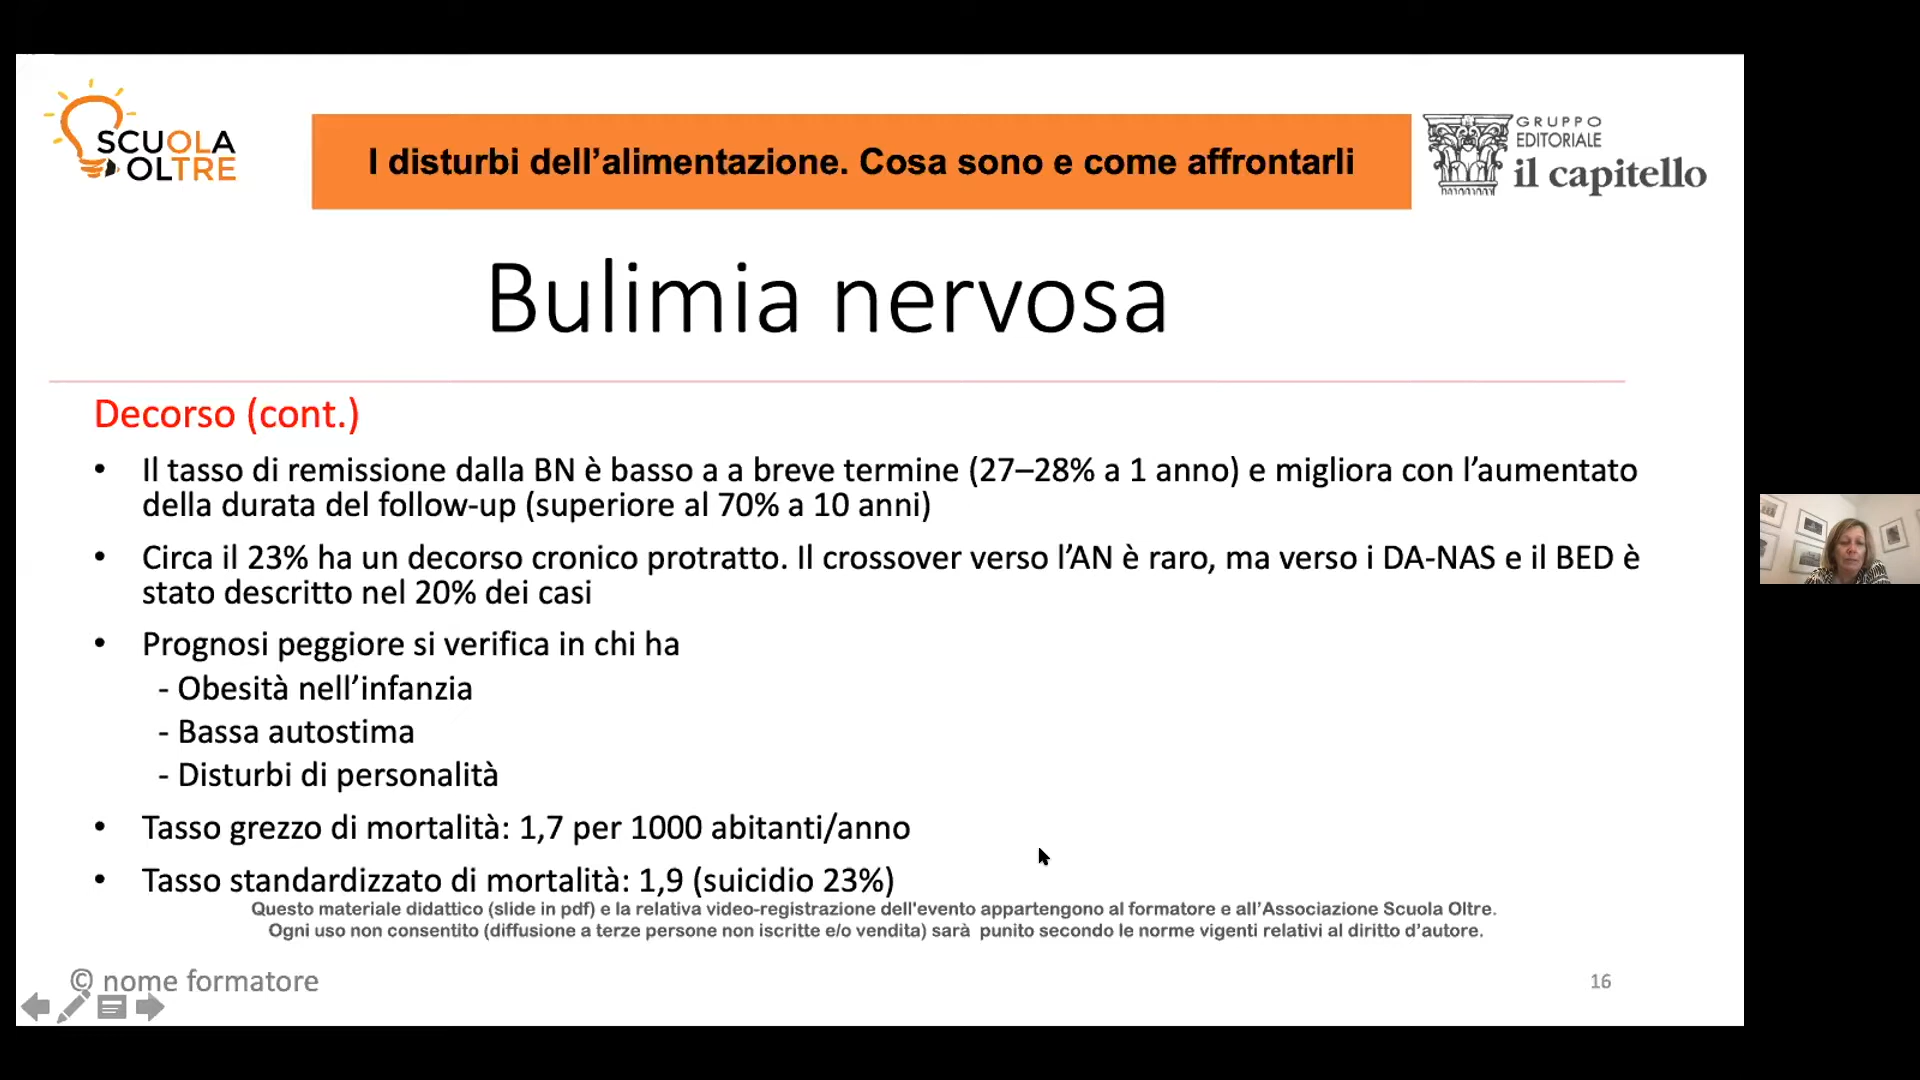 SCUOLA
OLTRE
I disturbi dell’alimentazione. Cosa sono e come affrontarli
GRUPPO
EDITORIALE
il capitello
Bulimia nervosa
Decorso (cont.)
• Il tasso di remissione dalla BN è basso a a breve termine (27–28% a 1 anno) e migliora con l’aumentato
della durata del follow-up (superiore al 70% a 10 anni)
• Circa il 23% ha un decorso cronico protratto. Il crossover verso l’AN è raro, ma verso i DA-NAS e il BED è
stato descritto nel 20% dei casi
• Prognosi peggiore si verifica in chi ha
- Obesità nell’infanzia
- Bassa autostima
- Disturbi di personalità
• Tasso grezzo di mortalità: 1,7 per 1000 abitanti/anno
• Tasso standardizzato di mortalità: 1,9 (suicidio 23%)
Questo materiale didattico (slide in pdf) e la relativa video-registrazione dell'evento appartengono al formatore e all’Associazione Scuola Oltre.
Ogni uso non consentito (diffusione a terze persone non iscritte e/o vendita) sarà punito secondo le norme vigenti relativi al diritto d’autore.
© nome formatore
16